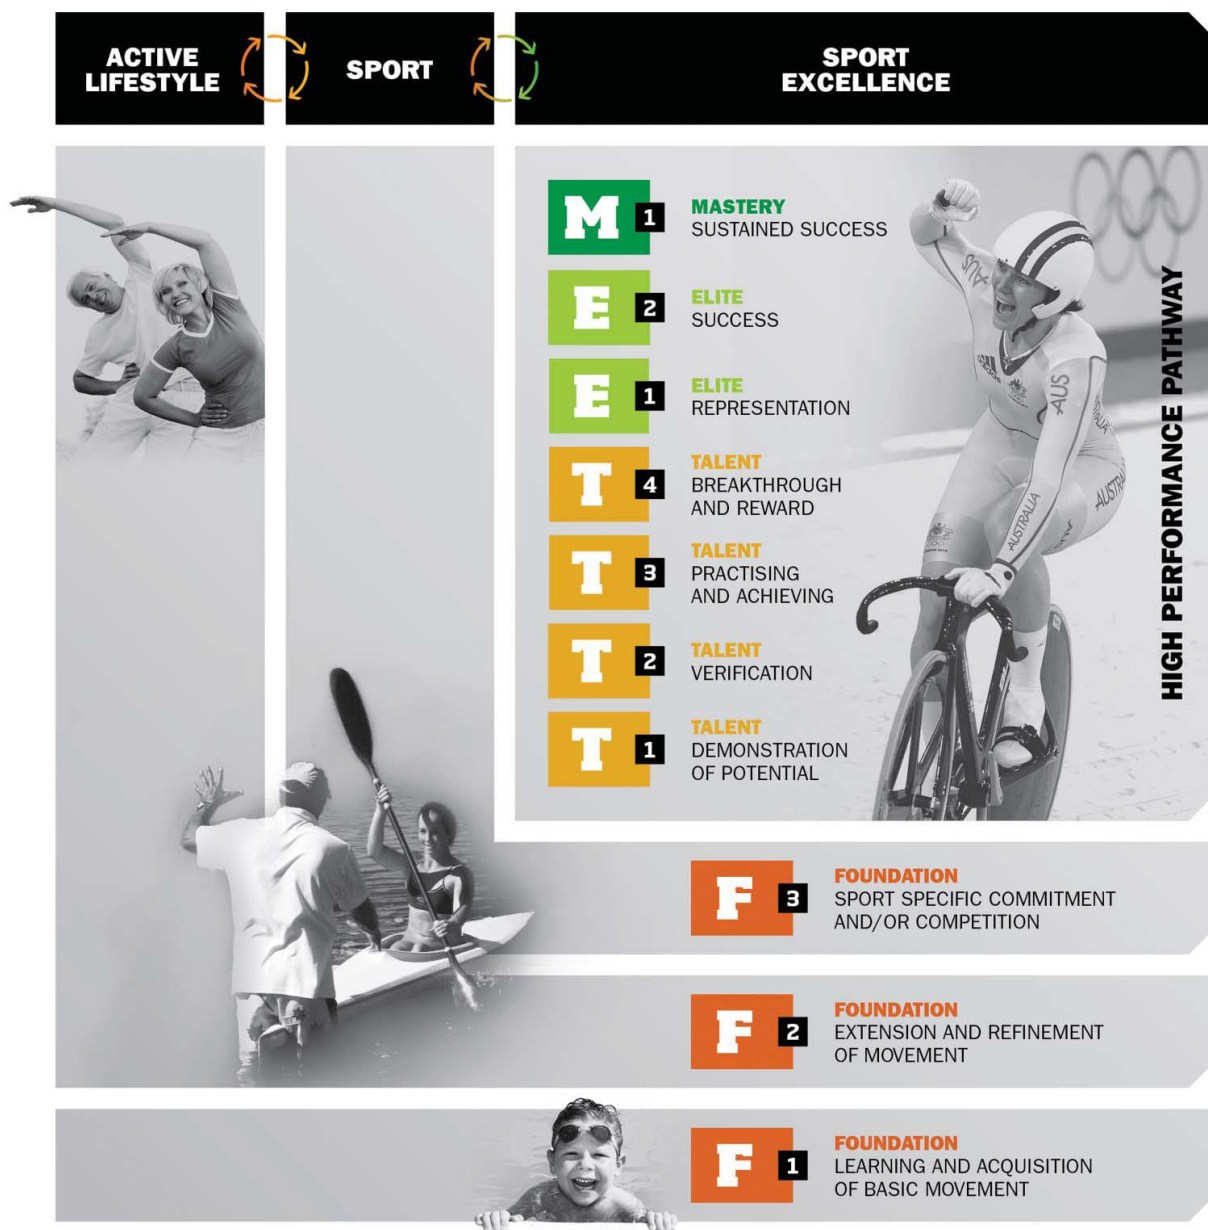 ACTIVE
LIFESTYLE
SPORT
SPORT
EXCELLENCE
M 1
MASTERY
SUSTAINED SUCCESS
E 2
ELITE
SUCCESS
E 1
ELITE
REPRESENTATION
T 4
TALENT
BREAKTHROUGH
AND REWARD
T 3
TALENT
PRACTISING
AND ACHIEVING
T 2
TALENT
VERIFICATION
T 1
TALENT
DEMONSTRATION
OF POTENTIAL
HIGH PERFORMANCE PATHWAY
AUS
adidas
AUS
AUSTRALIA
AUSTRALIA
F 3
FOUNDATION
SPORT SPECIFIC COMMITMENT
AND/OR COMPETITION
F 2
FOUNDATION
EXTENSION AND REFINEMENT
OF MOVEMENT
F 1
FOUNDATION
LEARNING AND ACQUISITION
OF BASIC MOVEMENT